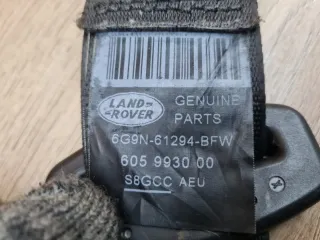 LAND-
ROVER
GENUINE
PARTS
6G9N-61294-BFW
605 9930 00
S8GCC AEU